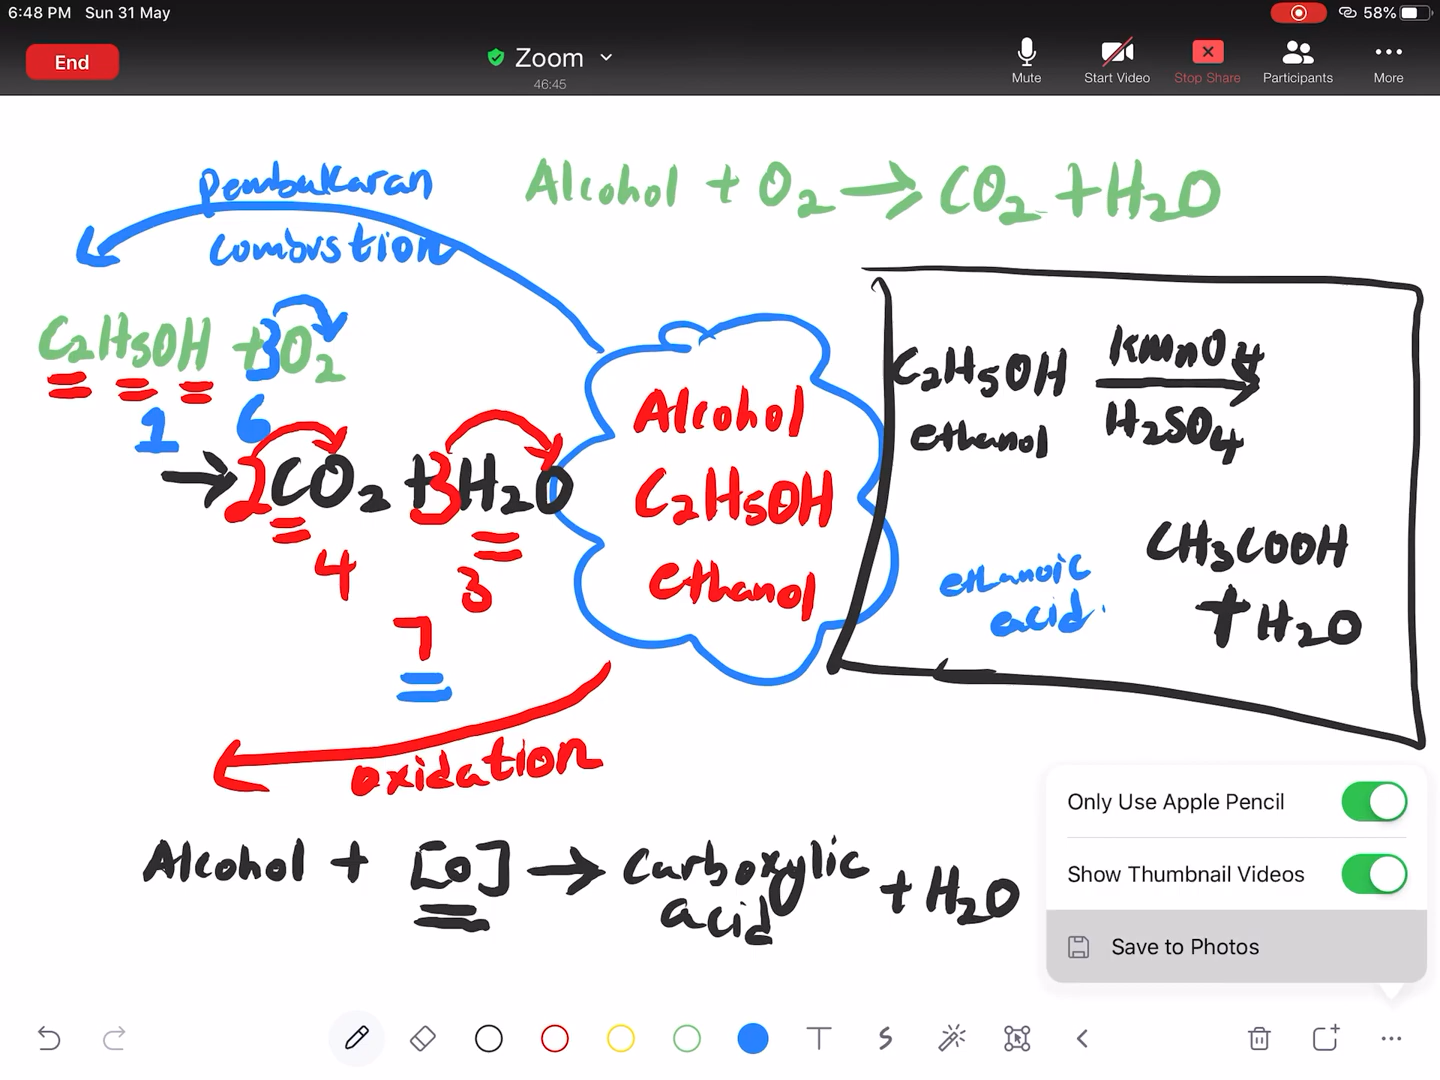 6:48 PM Sun 31 May
58%
End
Zoom
46:45
Mute
Start Video
Stop Share
Participants
More
pembukaran
combustion
Alcohol + O2 → CO2 + H2O
C2H5OH + 3O2
1 6
→ 2CO2 + 3H2O
4 3
7
Alcohol
C2H5OH
ethanol
C2H5OH
ethanol
KMnO4
H2SO4
CH3COOH
+ H2O
ethanoic
acid
oxidation
Alcohol + [O] → Carboxylic
acid
+ H2O
Only Use Apple Pencil
Show Thumbnail Videos
Save to Photos
T